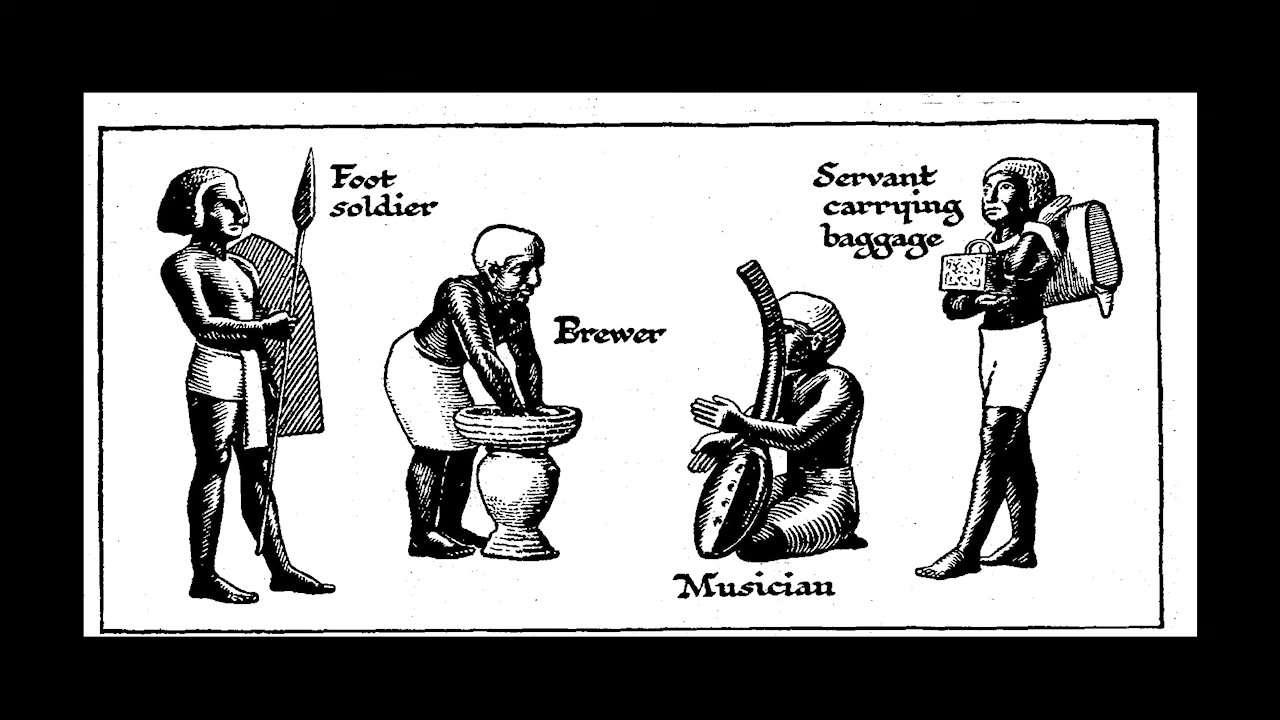 Foot
soldier
Brewer
Musician
Servant
carrying
baggage